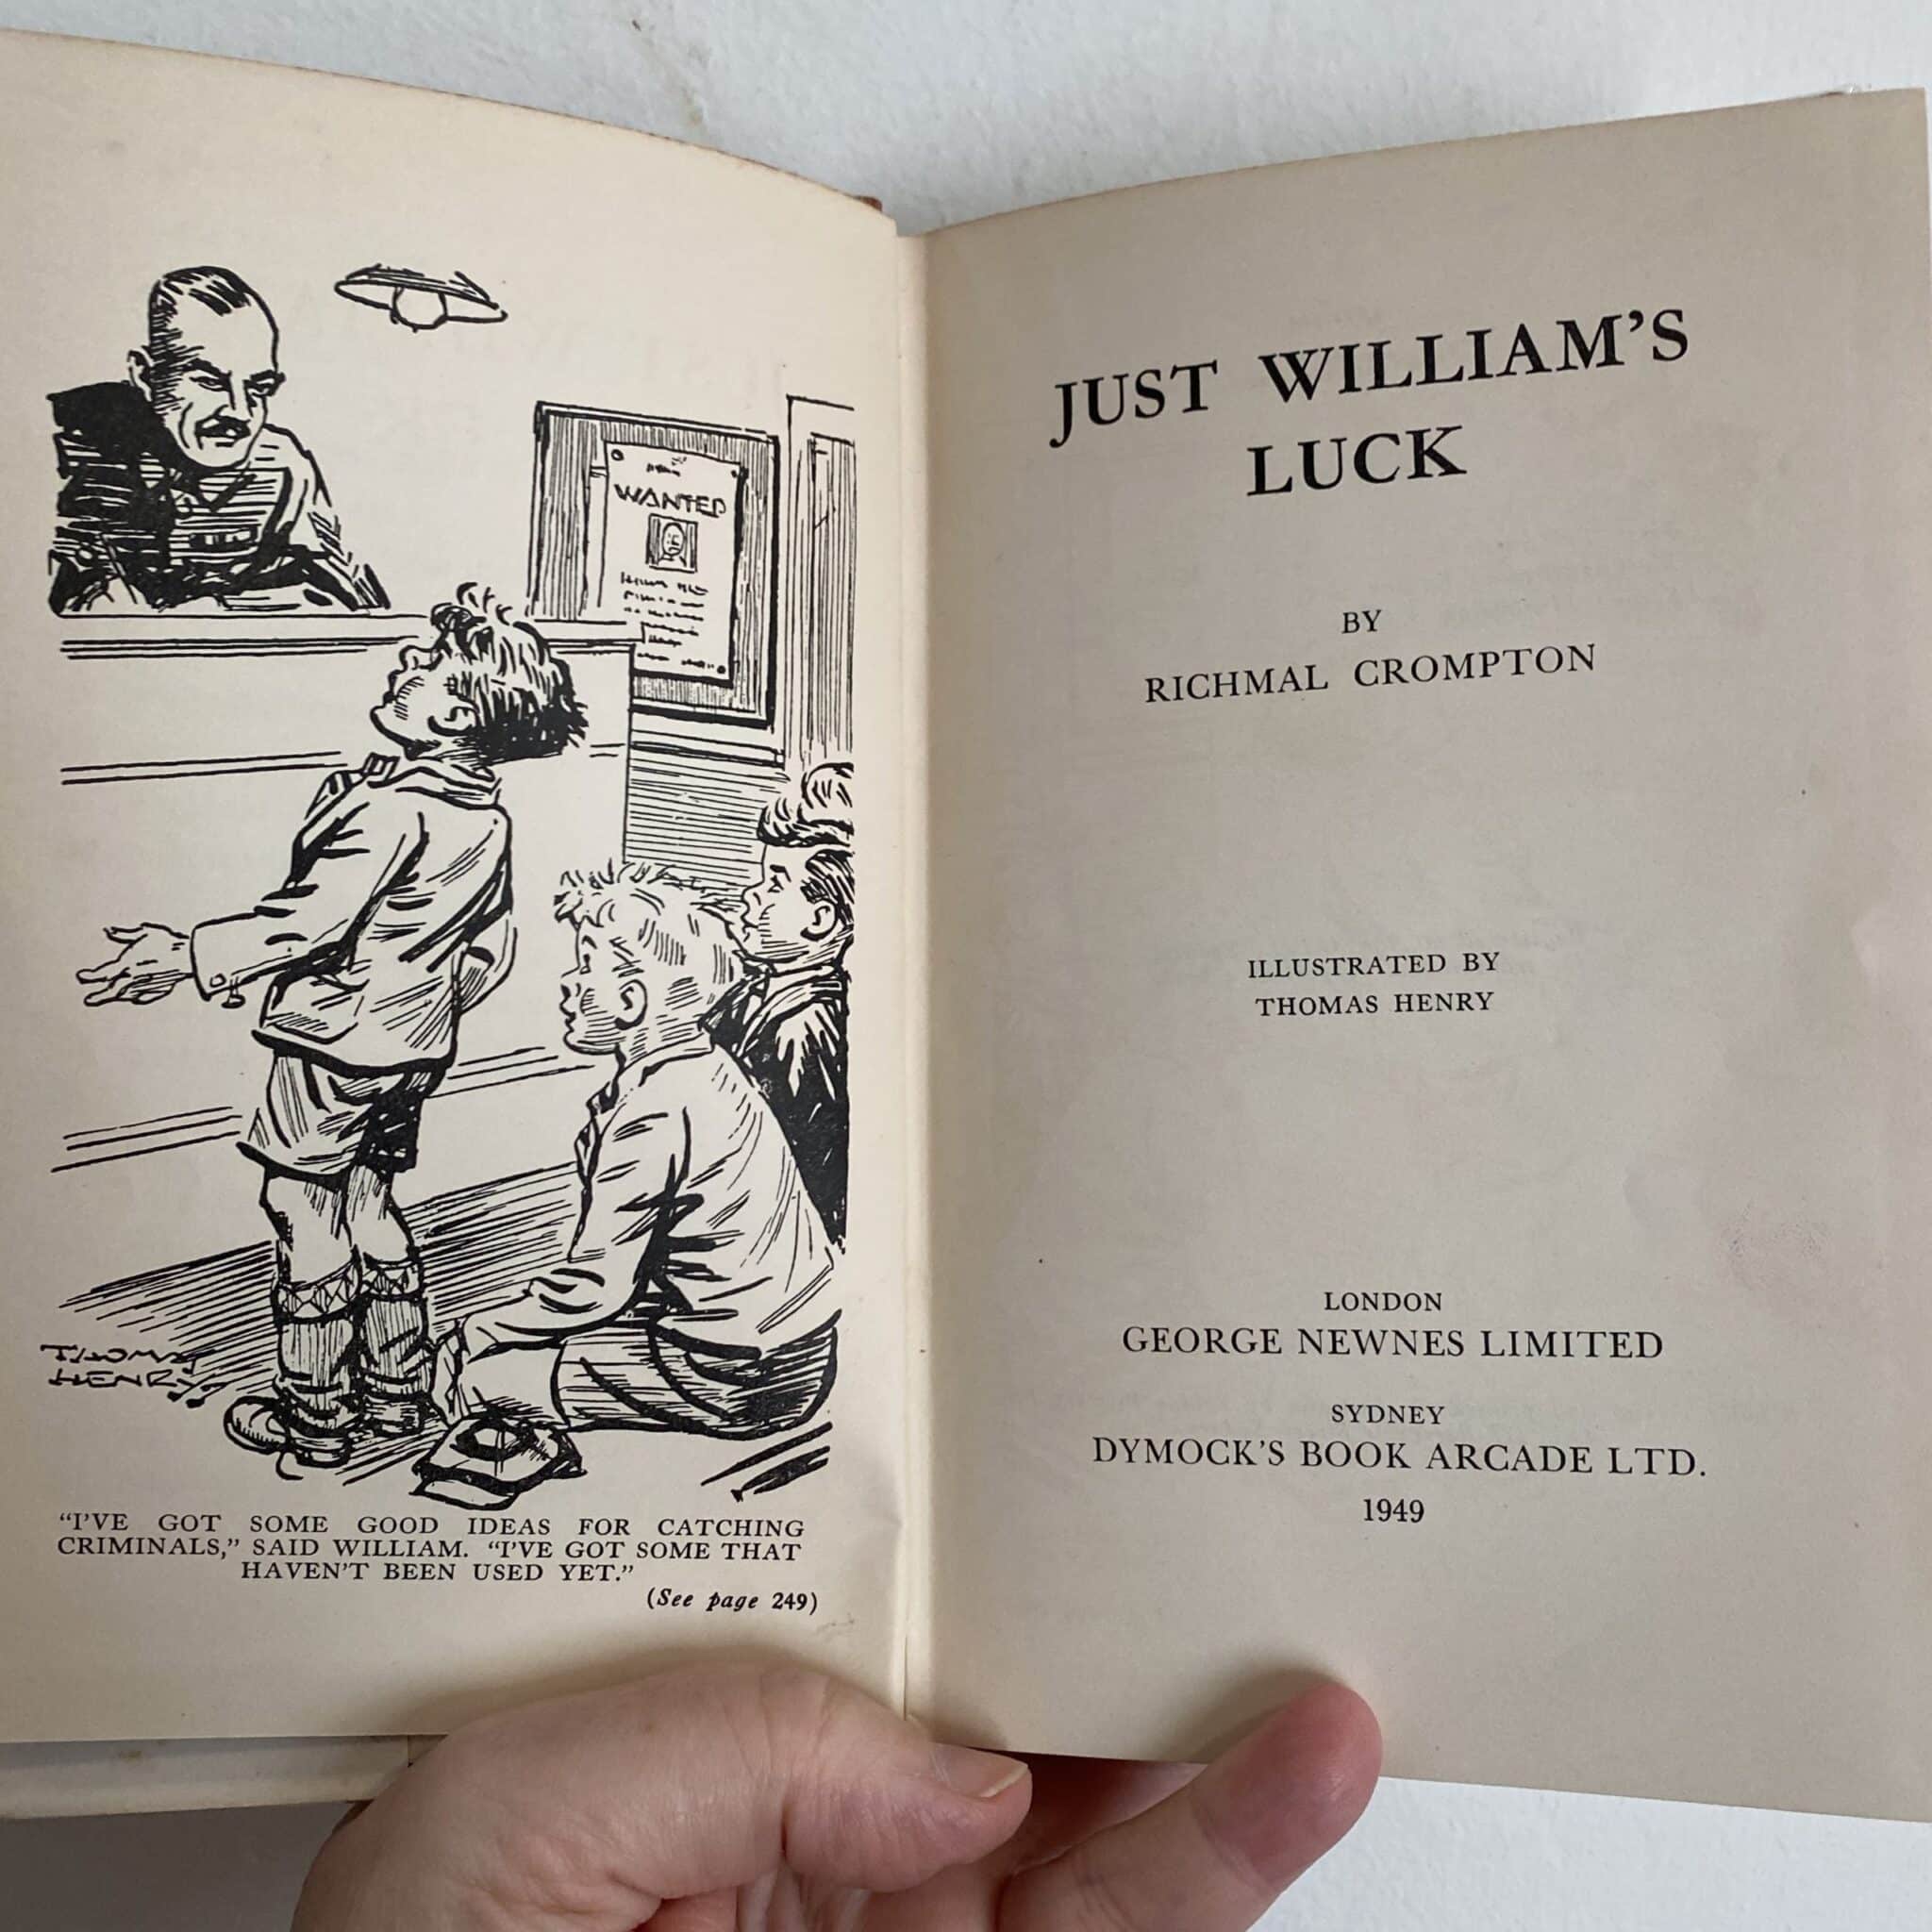 WANTED
THOMAS
HENRY
"I'VE GOT SOME GOOD IDEAS FOR CATCHING
CRIMINALS," SAID WILLIAM. "I'VE GOT SOME THAT
HAVEN'T BEEN USED YET."
(See page 249)
JUST WILLIAM'S
LUCK
BY
RICHMAL CROMPTON
ILLUSTRATED BY
THOMAS HENRY
LONDON
GEORGE NEWNES LIMITED
SYDNEY
DYMOCK'S BOOK ARCADE LTD.
1949